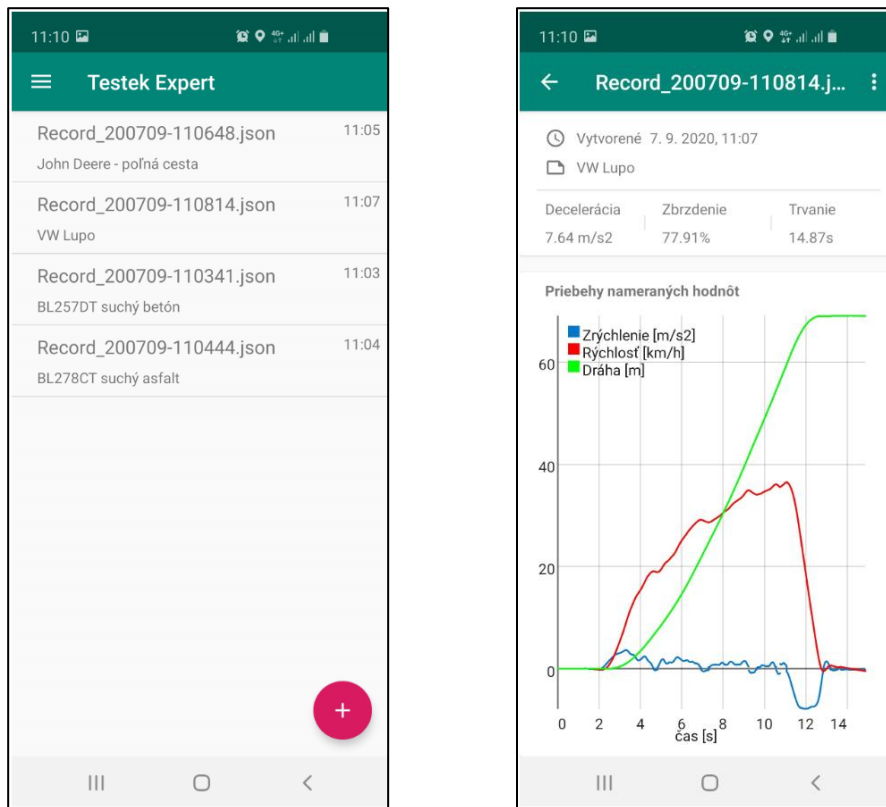 11:10
4G+
Testek Expert
Record_200709-110648.json 11:05
John Deere - poľná cesta
Record_200709-110814.json 11:07
VW Lupo
Record_200709-110341.json 11:03
BL257DT suchý betón
Record_200709-110444.json 11:04
BL278CT suchý asfalt
+
11:10
4G+
Record_200709-110814.j...
Vytvorené 7. 9. 2020, 11:07
VW Lupo
Decelerácia Zbrzdenie Trvanie
7.64 m/s2 77.91% 14.87s
Priebehy nameraných hodnôt
Zrýchlenie [m/s2]
Rýchlosť [km/h]
Dráha [m]
60
40
20
0
0 2 4 6 8 10 12 14
čas [s]